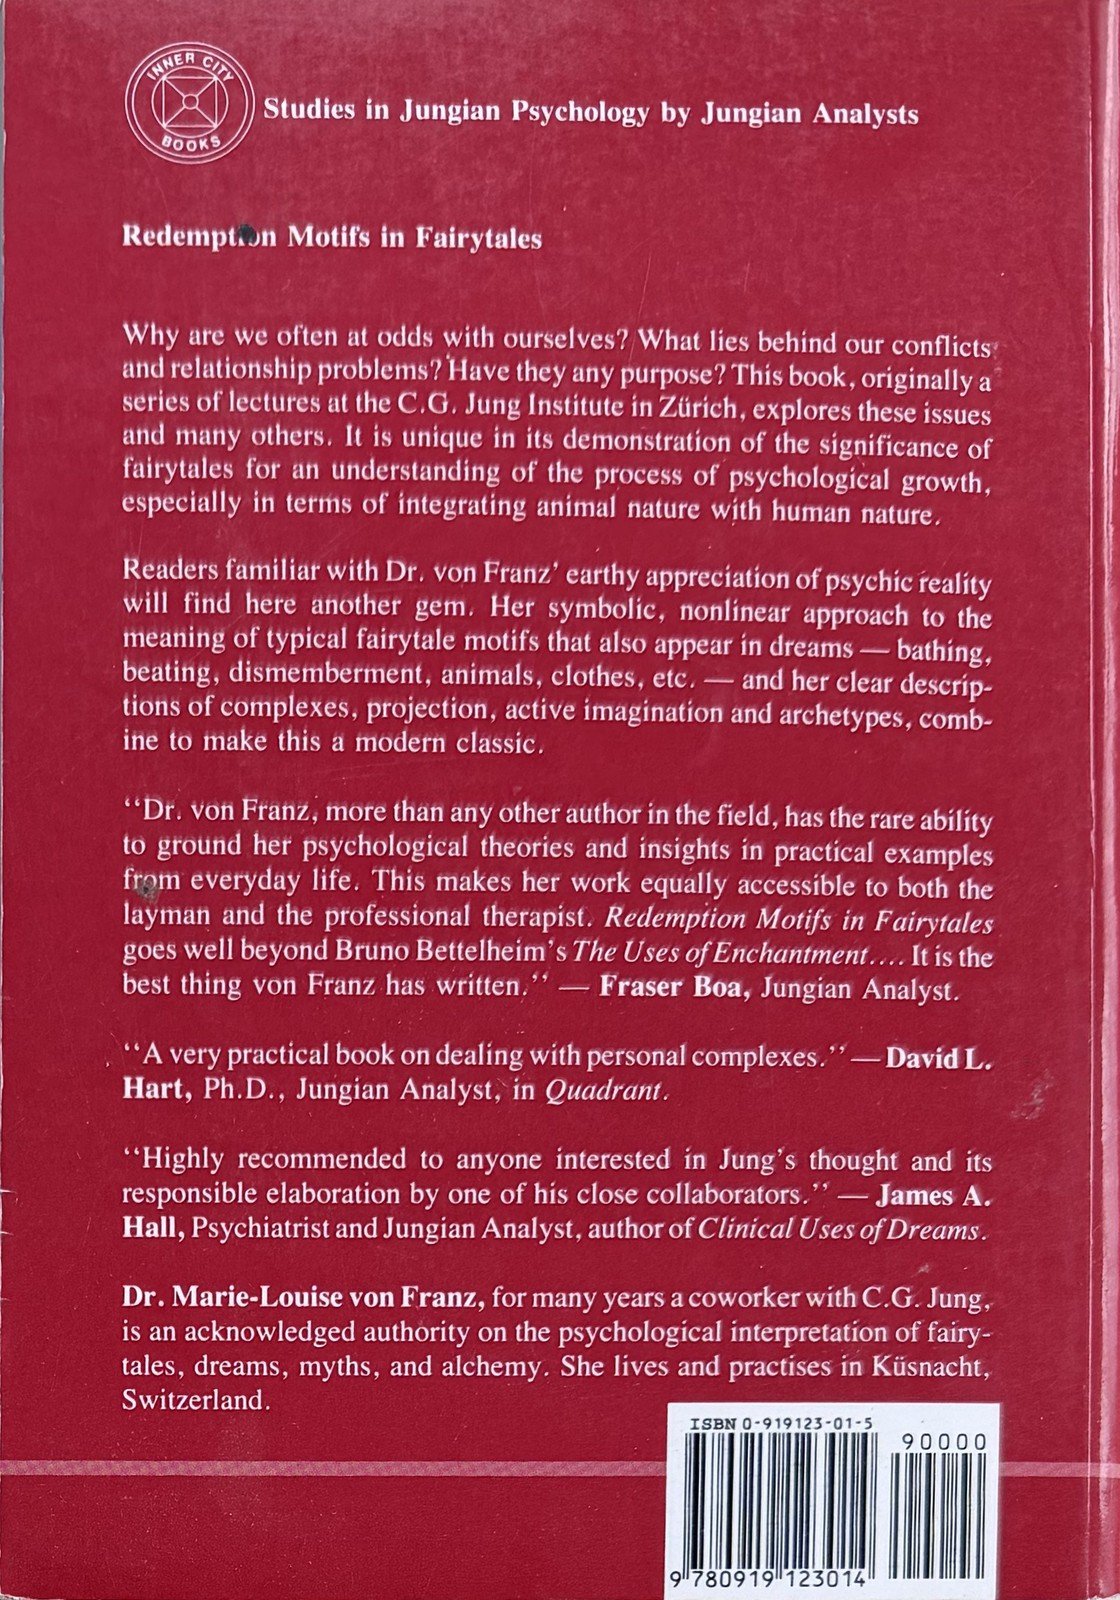 INNER CITY
BOOKS
Studies in Jungian Psychology by Jungian Analysts
Redemption Motifs in Fairytales
Why are we often at odds with ourselves? What lies behind our conflicts
and relationship problems? Have they any purpose? This book, originally a
series of lectures at the C.G. Jung Institute in Zürich, explores these issues
and many others. It is unique in its demonstration of the significance of
fairytales for an understanding of the process of psychological growth,
especially in terms of integrating animal nature with human nature.
Readers familiar with Dr. von Franz’ earthy appreciation of psychic reality
will find here another gem. Her symbolic, nonlinear approach to the
meaning of typical fairytale motifs that also appear in dreams — bathing,
beating, dismemberment, animals, clothes, etc. — and her clear descrip-
tions of complexes, projection, active imagination and archetypes, comb-
ine to make this a modern classic.
‘‘Dr. von Franz, more than any other author in the field, has the rare ability
to ground her psychological theories and insights in practical examples
from everyday life. This makes her work equally accessible to both the
layman and the professional therapist. Redemption Motifs in Fairytales
goes well beyond Bruno Bettelheim’s The Uses of Enchantment.... It is the
best thing von Franz has written.’’ — Fraser Boa, Jungian Analyst.
‘‘A very practical book on dealing with personal complexes.’’ — David L.
Hart, Ph.D., Jungian Analyst, in Quadrant.
‘‘Highly recommended to anyone interested in Jung’s thought and its
responsible elaboration by one of his close collaborators.’’ — James A.
Hall, Psychiatrist and Jungian Analyst, author of Clinical Uses of Dreams.
Dr. Marie-Louise von Franz, for many years a coworker with C.G. Jung,
is an acknowledged authority on the psychological interpretation of fairy-
tales, dreams, myths, and alchemy. She lives and practises in Küsnacht,
Switzerland.
ISBN 0-919123-01-5
90000
9 780919 123014